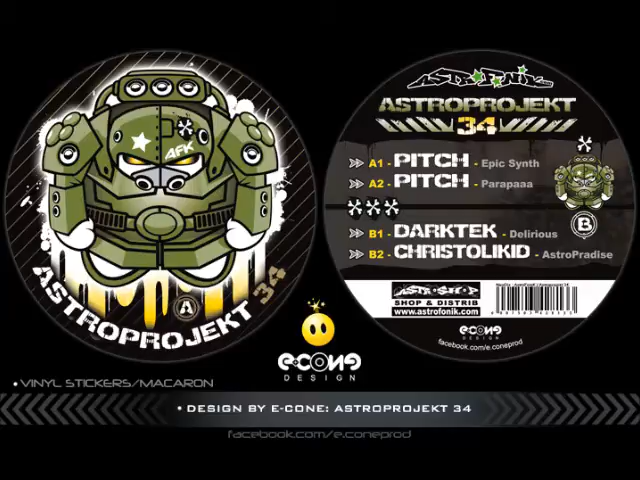 AFK
ASTROPROJEKT 34
A
ASTROFONIK
ASTROPROJEKT
34
A1 - PITCH - Epic Synth
A2 - PITCH - Parapaaa
B1 - DARKTEK - Delirious
B2 - CHRISTOLIKID - AstroPradise
B
ASTRO-SHOP
SHOP & DISTRIB
www.astrofonik.com
e-cone
DESIGN
facebook.com/e.coneprod
e-cone
DESIGN
• VINYL STICKERS/MACARON
• DESIGN BY E-CONE: ASTROPROJEKT 34
facebook.com/e.coneprod